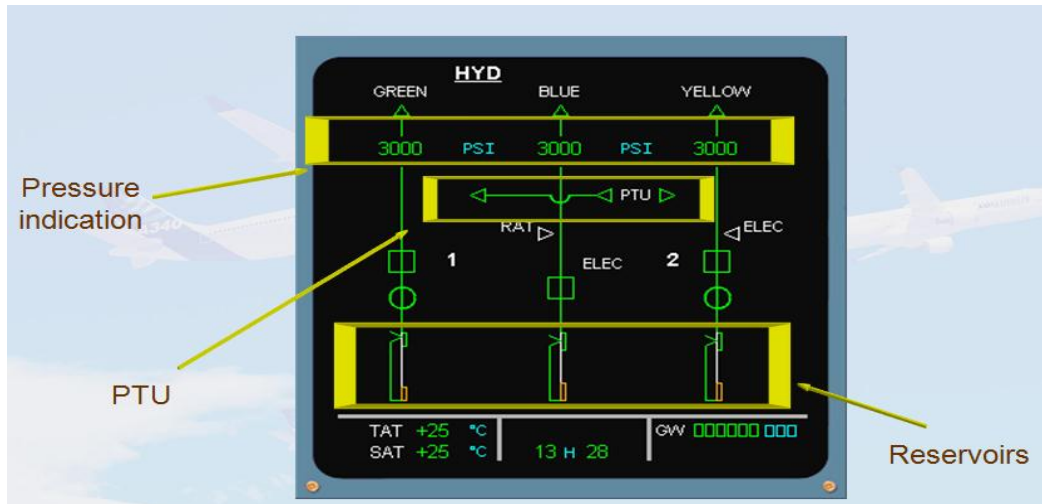 HYD
GREEN BLUE YELLOW
3000 PSI 3000 PSI 3000
Pressure
indication
PTU
RAT ELEC
1 ELEC 2
PTU
TAT +25 °C GW
SAT +25 °C 13 H 28
Reservoirs
A340